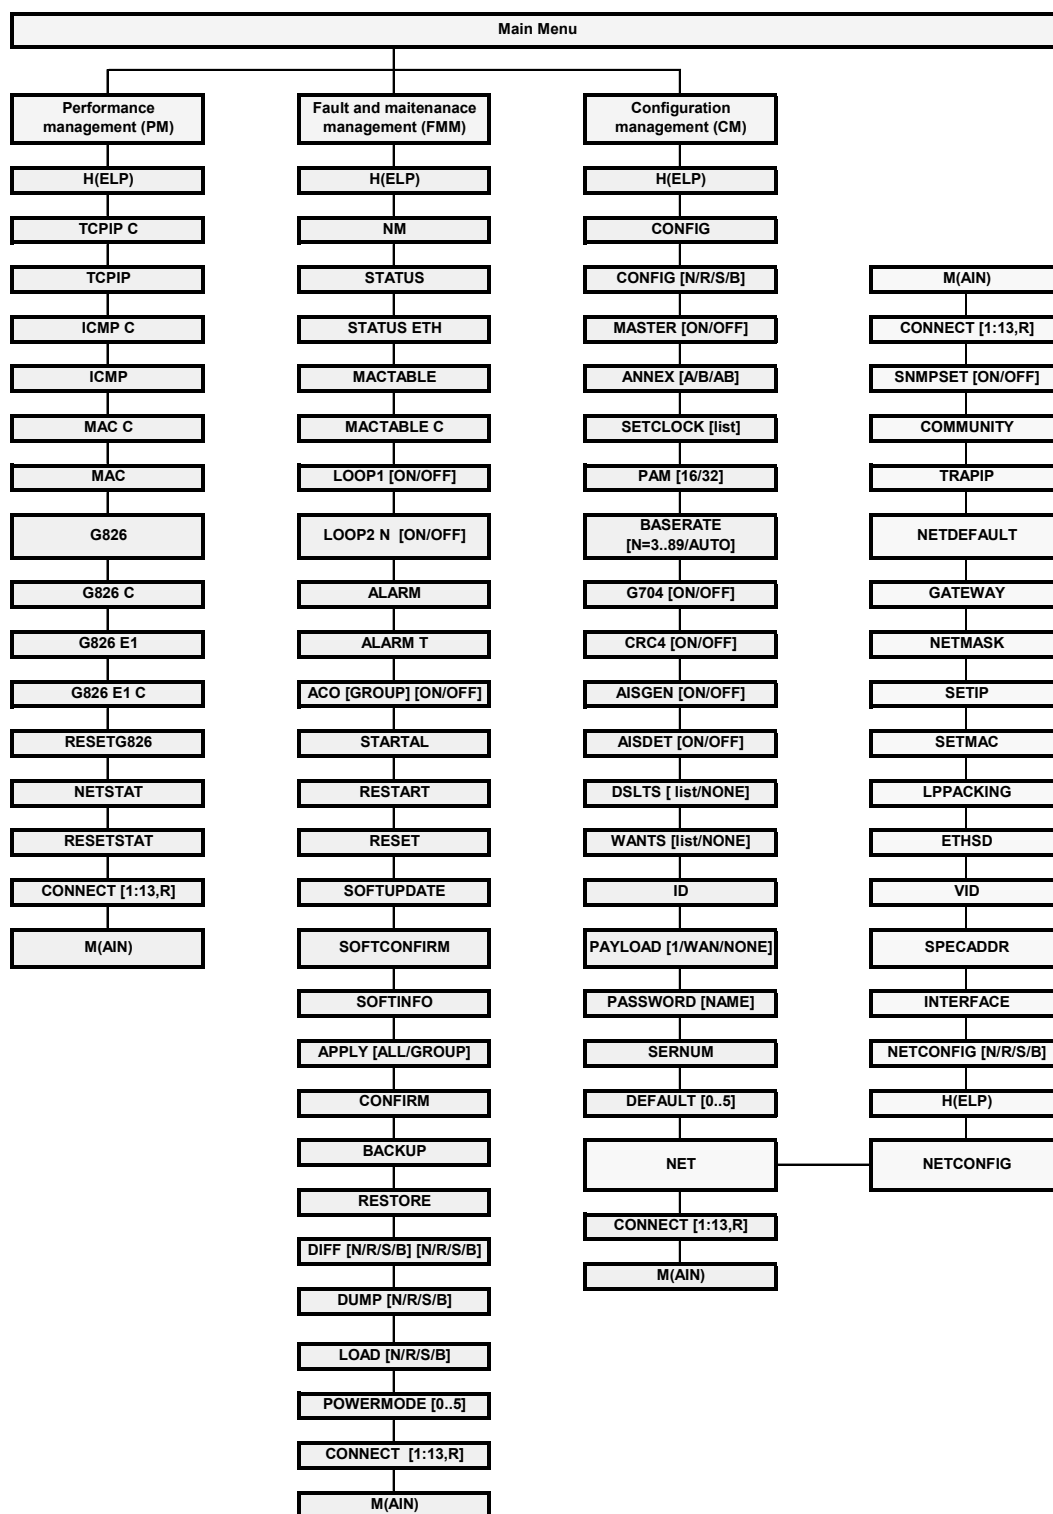 Main Menu
Performance
management (PM)
H(ELP)
TCPIP C
TCPIP
ICMP C
ICMP
MAC C
MAC
G826
G826 C
G826 E1
G826 E1 C
RESETG826
NETSTAT
RESETSTAT
CONNECT [1:13,R]
M(AIN)
Fault and maitenanace
management (FMM)
H(ELP)
NM
STATUS
STATUS ETH
MACTABLE
MACTABLE C
LOOP1 [ON/OFF]
LOOP2 N [ON/OFF]
ALARM
ALARM T
ACO [GROUP] [ON/OFF]
STARTAL
RESTART
RESET
SOFTUPDATE
SOFTCONFIRM
SOFTINFO
APPLY [ALL/GROUP]
CONFIRM
BACKUP
RESTORE
DIFF [N/R/S/B] [N/R/S/B]
DUMP [N/R/S/B]
LOAD [N/R/S/B]
POWERMODE [0..5]
CONNECT [1:13,R]
M(AIN)
Configuration
management (CM)
H(ELP)
CONFIG
CONFIG [N/R/S/B]
MASTER [ON/OFF]
ANNEX [A/B/AB]
SETCLOCK [list]
PAM [16/32]
BASERATE
[N=3..89/AUTO]
G704 [ON/OFF]
CRC4 [ON/OFF]
AISGEN [ON/OFF]
AISDET [ON/OFF]
DSLTS [ list/NONE]
WANTS [list/NONE]
ID
PAYLOAD [1/WAN/NONE]
PASSWORD [NAME]
SERNUM
DEFAULT [0..5]
NET
CONNECT [1:13,R]
M(AIN)
M(AIN)
CONNECT [1:13,R]
SNMPSET [ON/OFF]
COMMUNITY
TRAPIP
NETDEFAULT
GATEWAY
NETMASK
SETIP
SETMAC
LPPACKING
ETHSD
VID
SPECADDR
INTERFACE
NETCONFIG [N/R/S/B]
H(ELP)
NETCONFIG